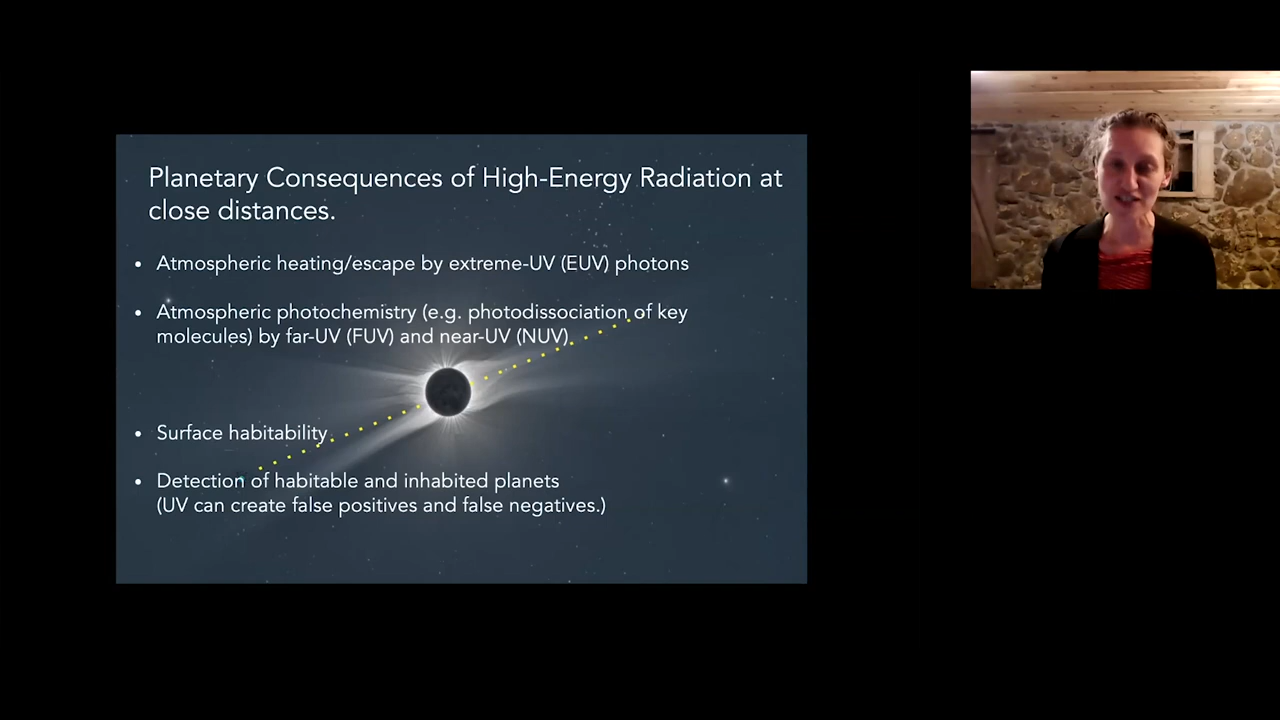 Planetary Consequences of High-Energy Radiation at
close distances.
• Atmospheric heating/escape by extreme-UV (EUV) photons
• Atmospheric photochemistry (e.g. photodissociation of key
molecules) by far-UV (FUV) and near-UV (NUV)
• Surface habitability
• Detection of habitable and inhabited planets
(UV can create false positives and false negatives.)